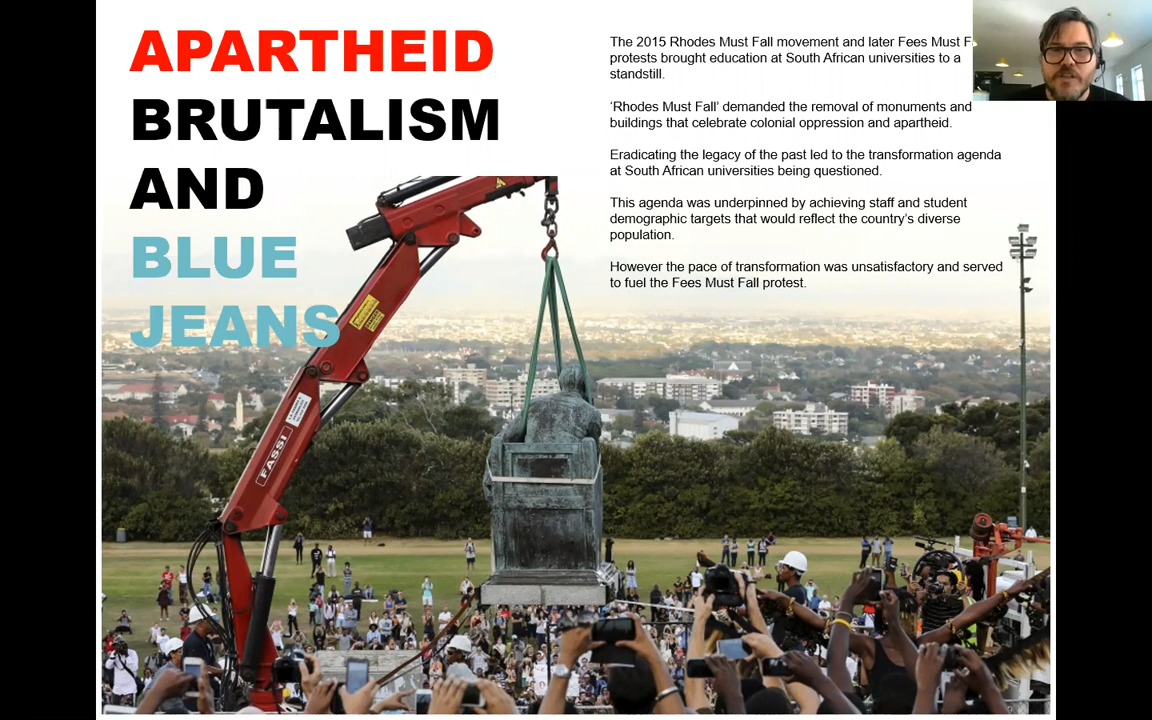 APARTHEID
BRUTALISM
AND
BLUE
JEANS
The 2015 Rhodes Must Fall movement and later Fees Must F
protests brought education at South African universities to a
standstill.
‘Rhodes Must Fall’ demanded the removal of monuments and
buildings that celebrate colonial oppression and apartheid.
Eradicating the legacy of the past led to the transformation agenda
at South African universities being questioned.
This agenda was underpinned by achieving staff and student
demographic targets that would reflect the country’s diverse
population.
However the pace of transformation was unsatisfactory and served
to fuel the Fees Must Fall protest.
FASSI